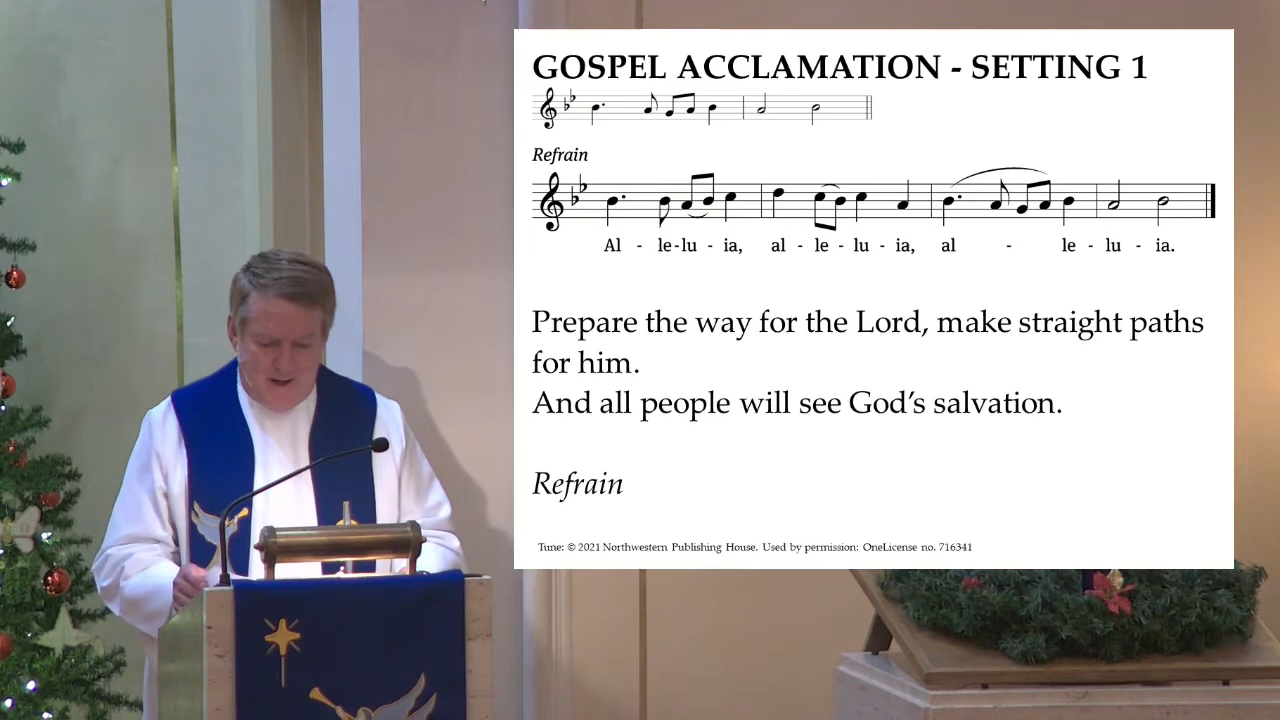 GOSPEL ACCLAMATION - SETTING 1
Refrain
Al - le - lu - ia, al - le - lu - ia, al - le - lu - ia.
Prepare the way for the Lord, make straight paths
for him.
And all people will see God's salvation.
Refrain
Tune: © 2021 Northwestern Publishing House. Used by permission: OneLicense no. 716341